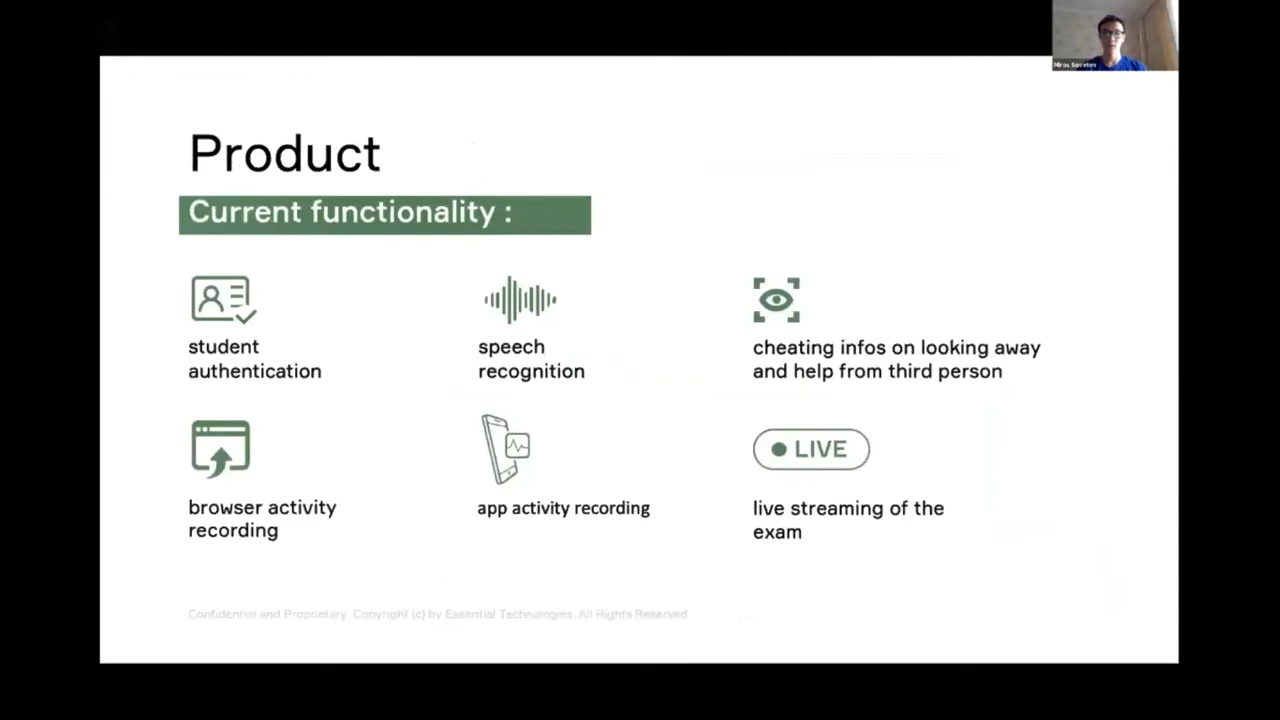 Product
Current functionality :
student
authentication
speech
recognition
cheating infos on looking away
and help from third person
LIVE
browser activity
recording
app activity recording
live streaming of the
exam
Confidential and Proprietary. Copyright (c) by Essential Technologies. All Rights Reserved
Miras